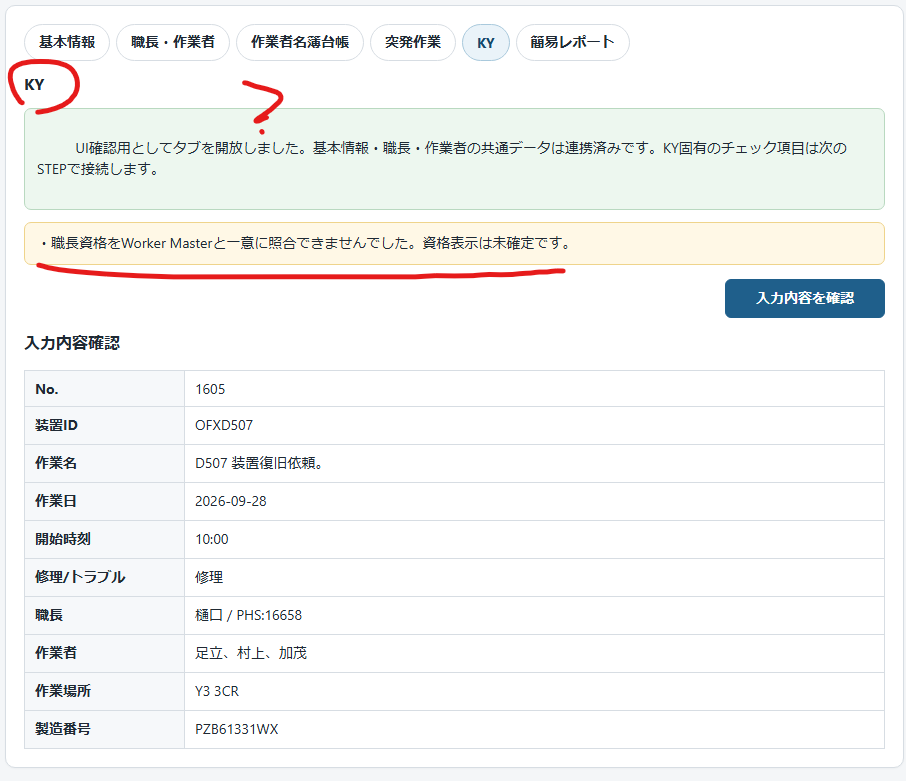 基本情報 職長・作業者 作業者名簿台帳 突発作業 KY 簡易レポート
KY
?
UI確認用としてタブを開放しました。基本情報・職長・作業者の共通データは連携済みです。KY固有のチェック項目は次の
STEPで接続します。
・職長資格をWorker Masterと一意に照合できませんでした。資格表示は未確定です。
入力内容を確認
入力内容確認
No. 1605
装置ID OFXD507
作業名 D507 装置復旧依頼。
作業日 2026-09-28
開始時刻 10:00
修理/トラブル 修理
職長 樋口 / PHS:16658
作業者 足立、村上、加茂
作業場所 Y3 3CR
製造番号 PZB61331WX